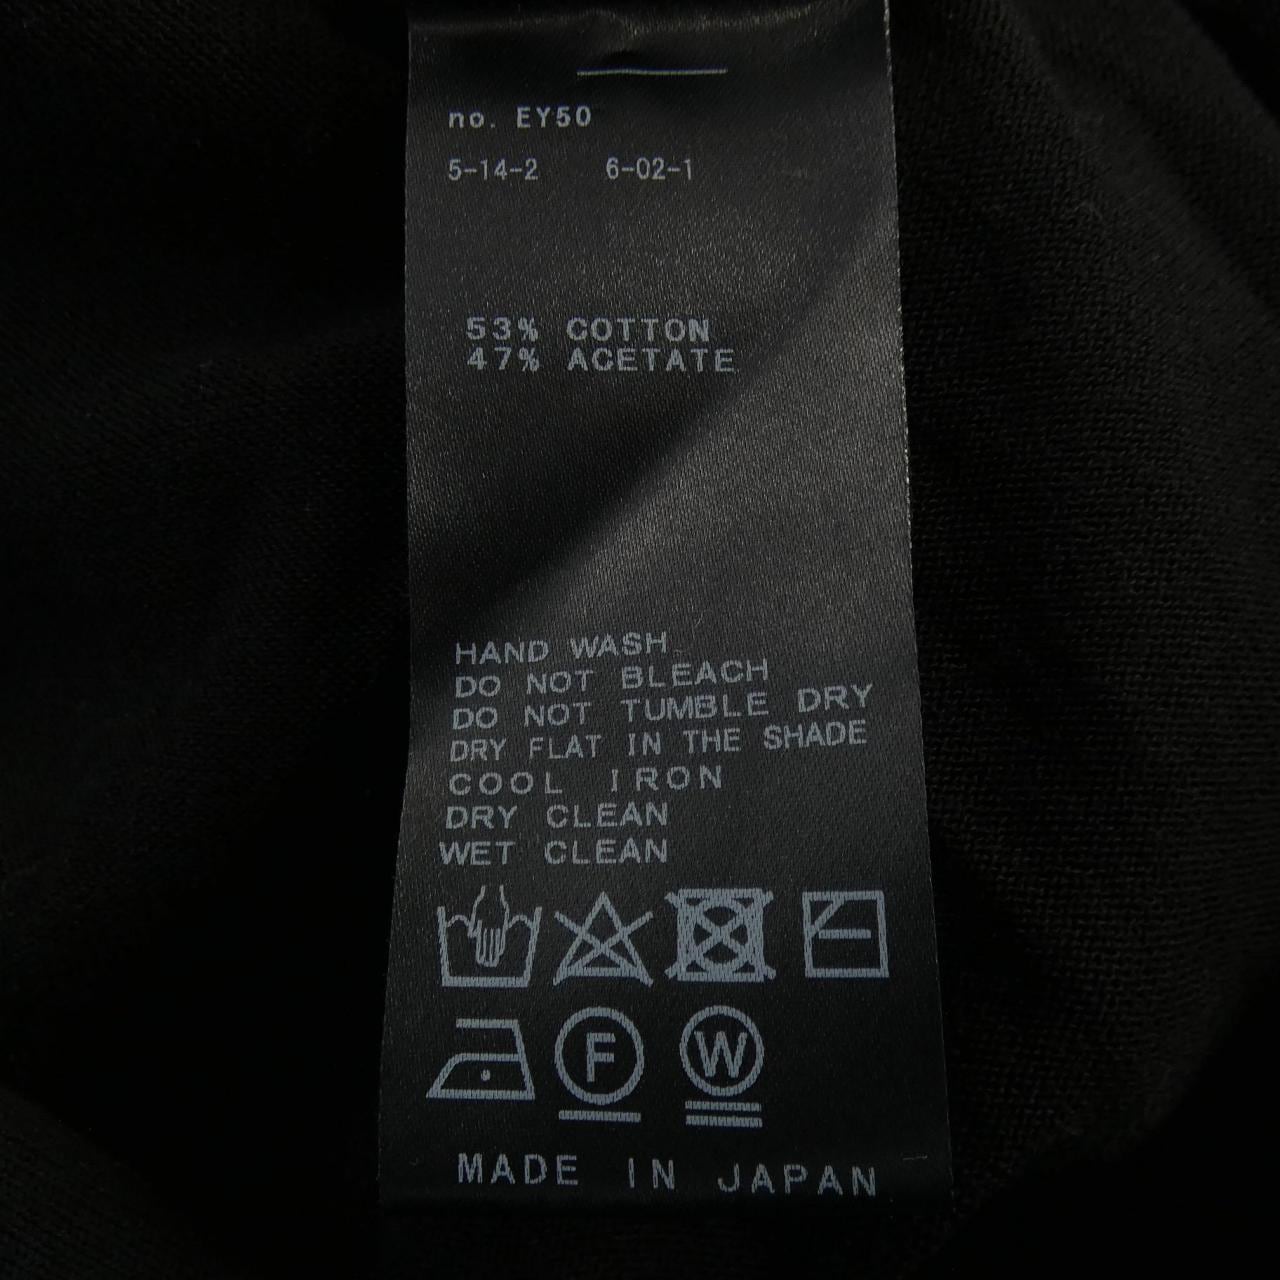 no. EY50
5-14-2 6-02-1
53% COTTON
47% ACETATE
HAND WASH
DO NOT BLEACH
DO NOT TUMBLE DRY
DRY FLAT IN THE SHADE
COOL IRON
DRY CLEAN
WET CLEAN
F W
MADE IN JAPAN